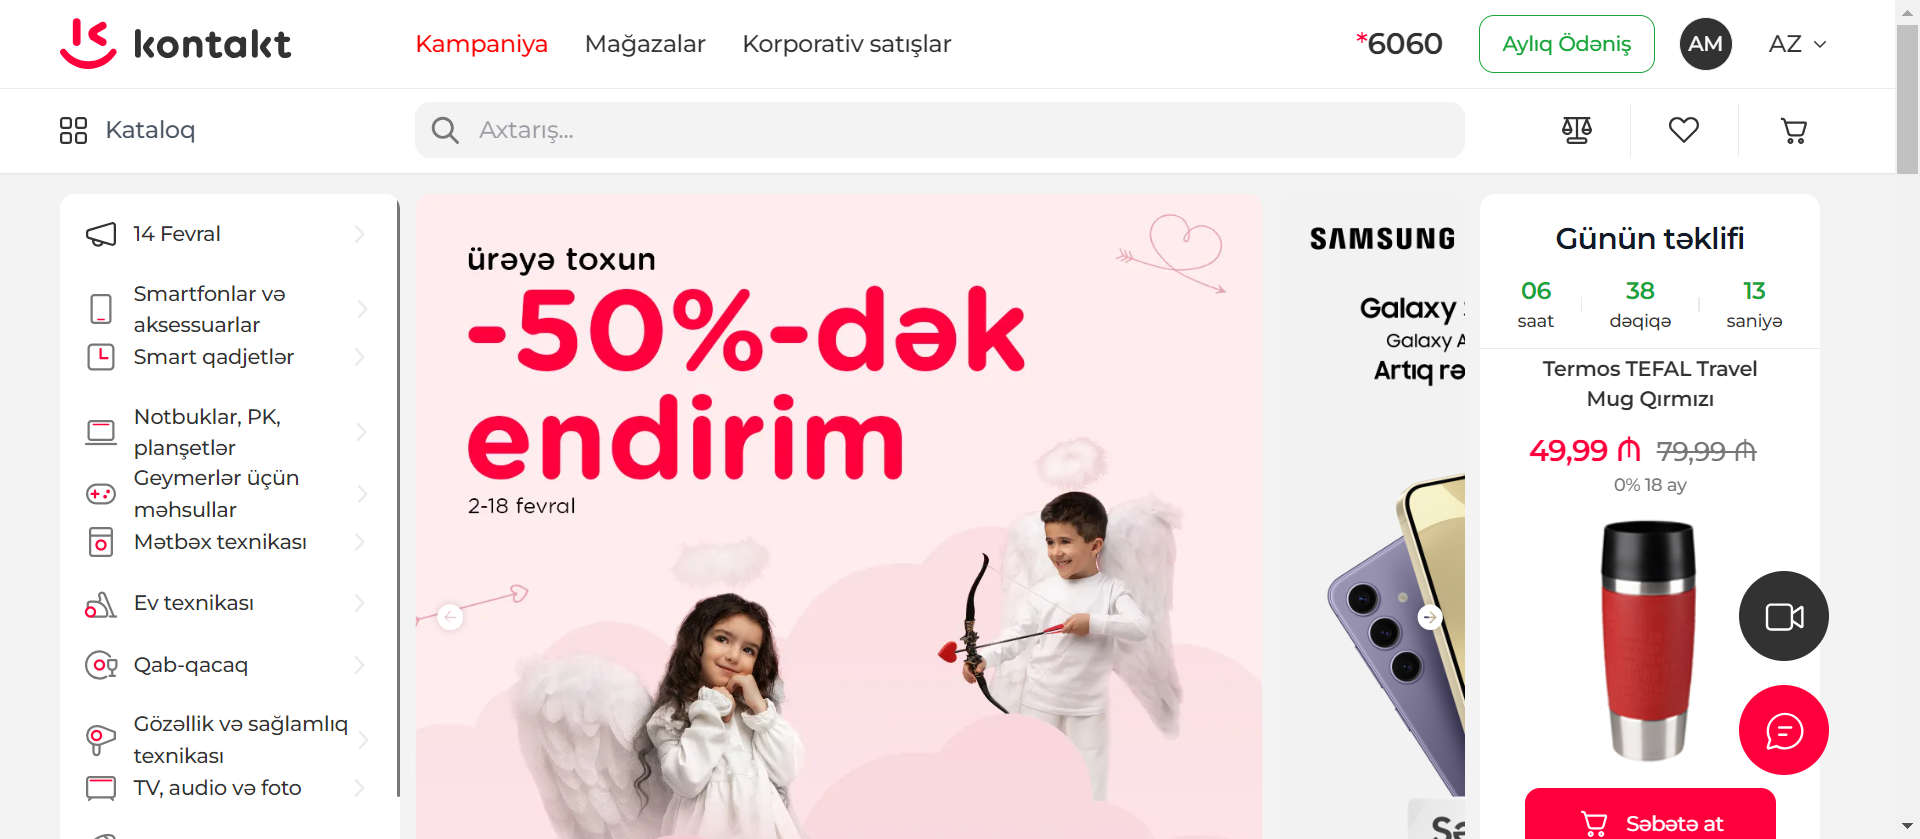 kontakt
Kampaniya
Mağazalar
Korporativ satışlar
*6060
Aylıq Ödəniş
AM
AZ
Kataloq
Axtarış...
14 Fevral
Smartfonlar və
aksessuarlar
Smart qadjetlər
Notbuklar, PK,
planşetlər
Geymerlər üçün
məhsullar
Mətbəx texnikası
Ev texnikası
Qab-qacaq
Gözəllik və sağlamlıq
texnikası
TV, audio və foto
ürəyə toxun
-50%-dək
endirim
2-18 fevral
SAMSUNG
Galaxy
Galaxy A
Artıq rə
Günün təklifi
06 38 13
saat dəqiqə saniyə
Termos TEFAL Travel
Mug Qırmızı
49,99 ₼ 79,99 ₼
0% 18 ay
Səbətə at